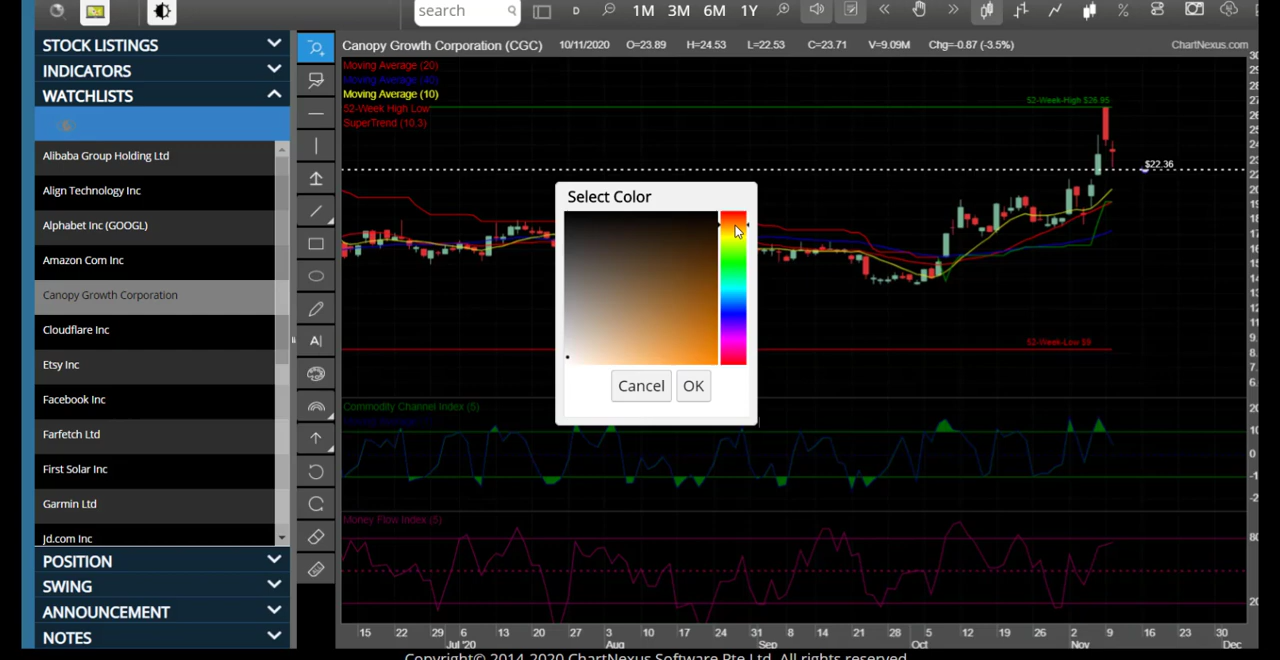 search
D
1M 3M 6M 1Y
%
STOCK LISTINGS
INDICATORS
WATCHLISTS
Alibaba Group Holding Ltd
Align Technology Inc
Alphabet Inc (GOOGL)
Amazon Com Inc
Canopy Growth Corporation
Cloudflare Inc
Etsy Inc
Facebook Inc
Farfetch Ltd
First Solar Inc
Garmin Ltd
Jd.com Inc
POSITION
SWING
ANNOUNCEMENT
NOTES
A
Canopy Growth Corporation (CGC) 10/11/2020 O=23.89 H=24.53 L=22.53 C=23.71 V=9.09M Chg=-0.87 (-3.5%) ChartNexus.com
Moving Average (20)
Moving Average (40)
Moving Average (10)
52-Week High Low
SuperTrend (10,3)
52-Week-High $26.95
$22.36
52-Week-Low $9
Select Color
Cancel OK
Commodity Channel Index (5)
Money Flow Index (5)
80
20
15 22 29 6 13 20 27 3 10 17 24 31 8 14 21 28 5 12 19 26 2 9 16 23 30
Jul '20 Aug Sep Oct Nov Dec
Copyright© 2014-2020 ChartNexus Software Pte Ltd. All rights reserved